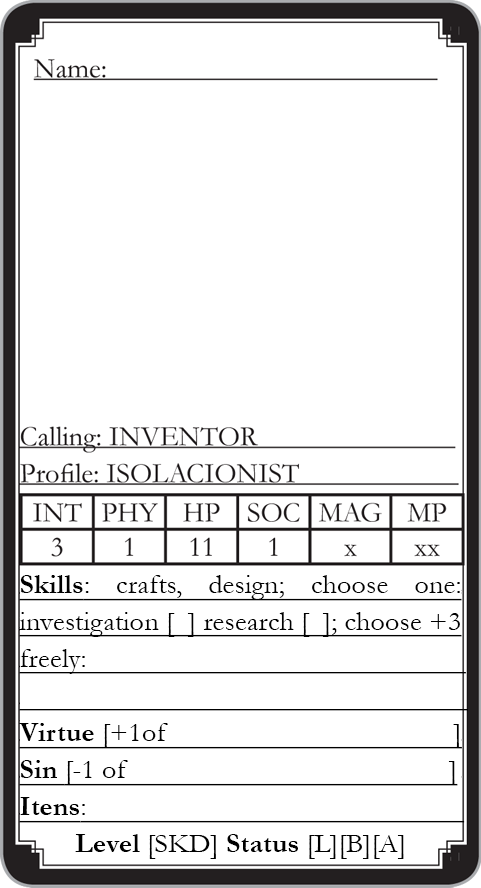 Name:
Calling: INVENTOR
Profile: ISOLACIONIST
INT PHY HP SOC MAG MP
3 1 11 1 x xx
Skills: crafts, design; choose one:
investigation [ ] research [ ]; choose +3
freely:
Virtue [+1of ]
Sin [-1 of ]
Itens:
Level [SKD] Status [L][B][A]